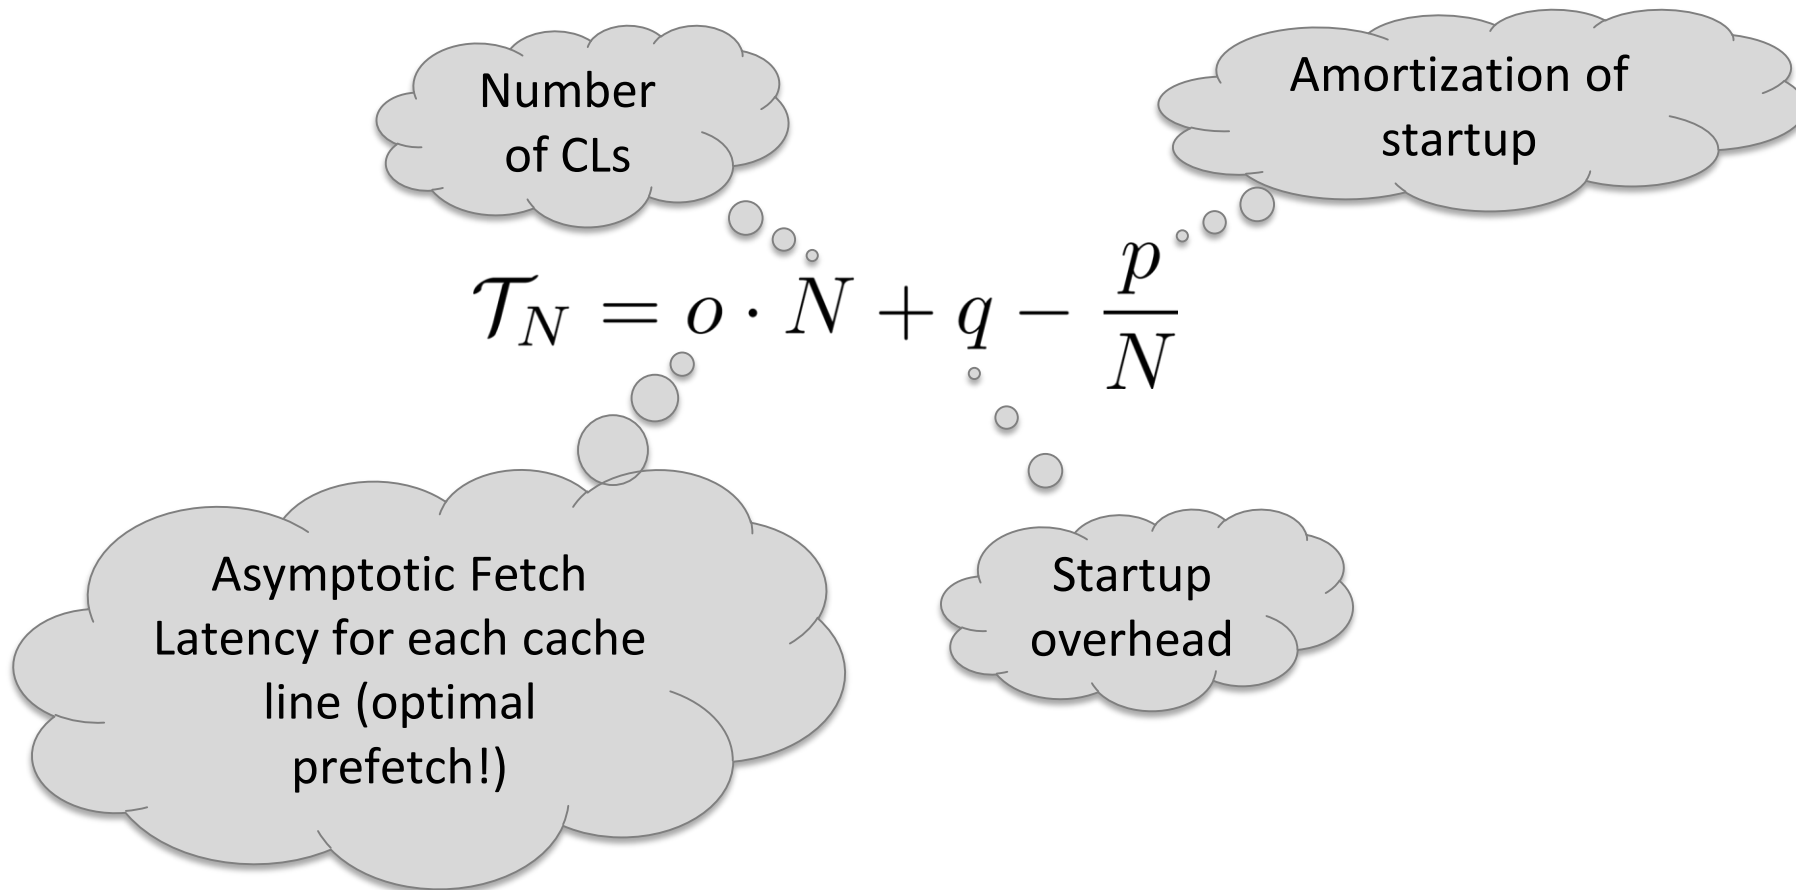 Number
of CLs
Amortization of
startup
𝒯_N = o · N + q − p/N
Asymptotic Fetch
Latency for each cache
line (optimal
prefetch!)
Startup
overhead